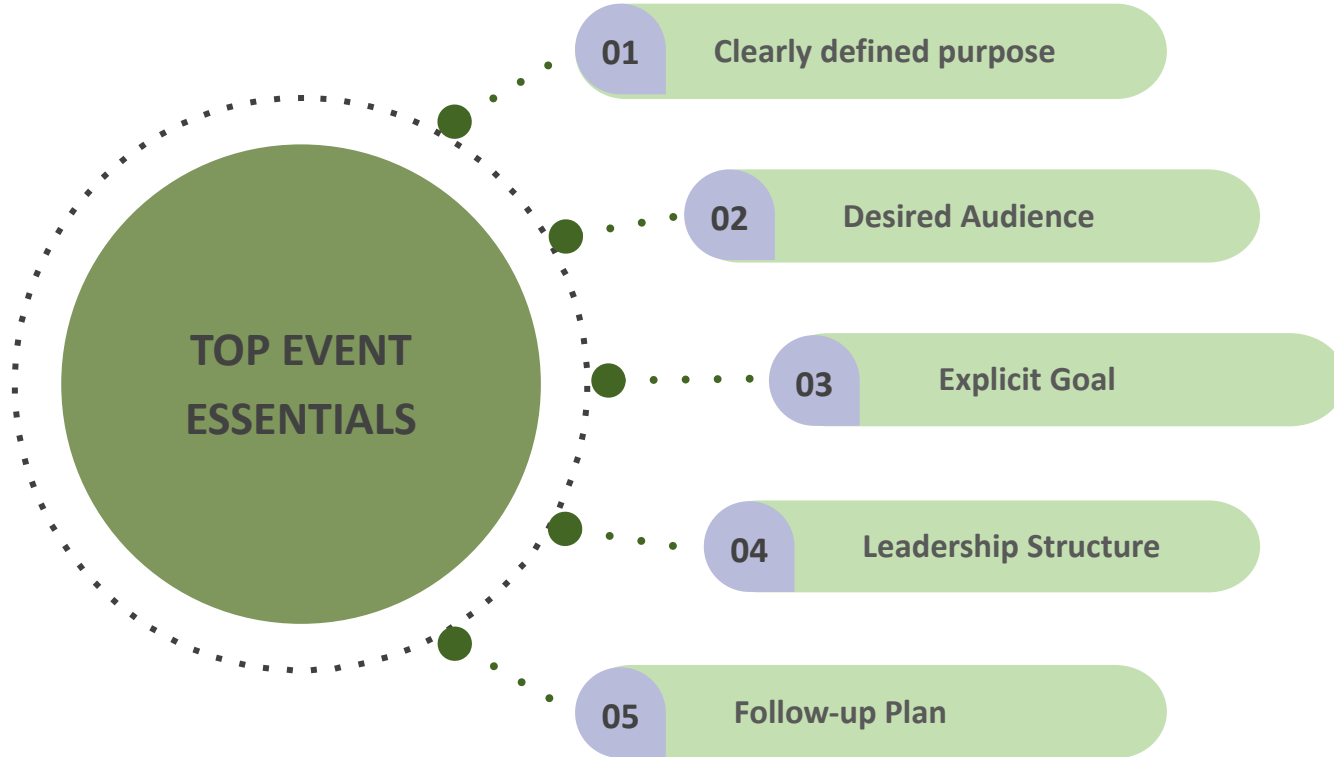 TOP EVENT
ESSENTIALS
01 Clearly defined purpose
02 Desired Audience
03 Explicit Goal
04 Leadership Structure
05 Follow-up Plan